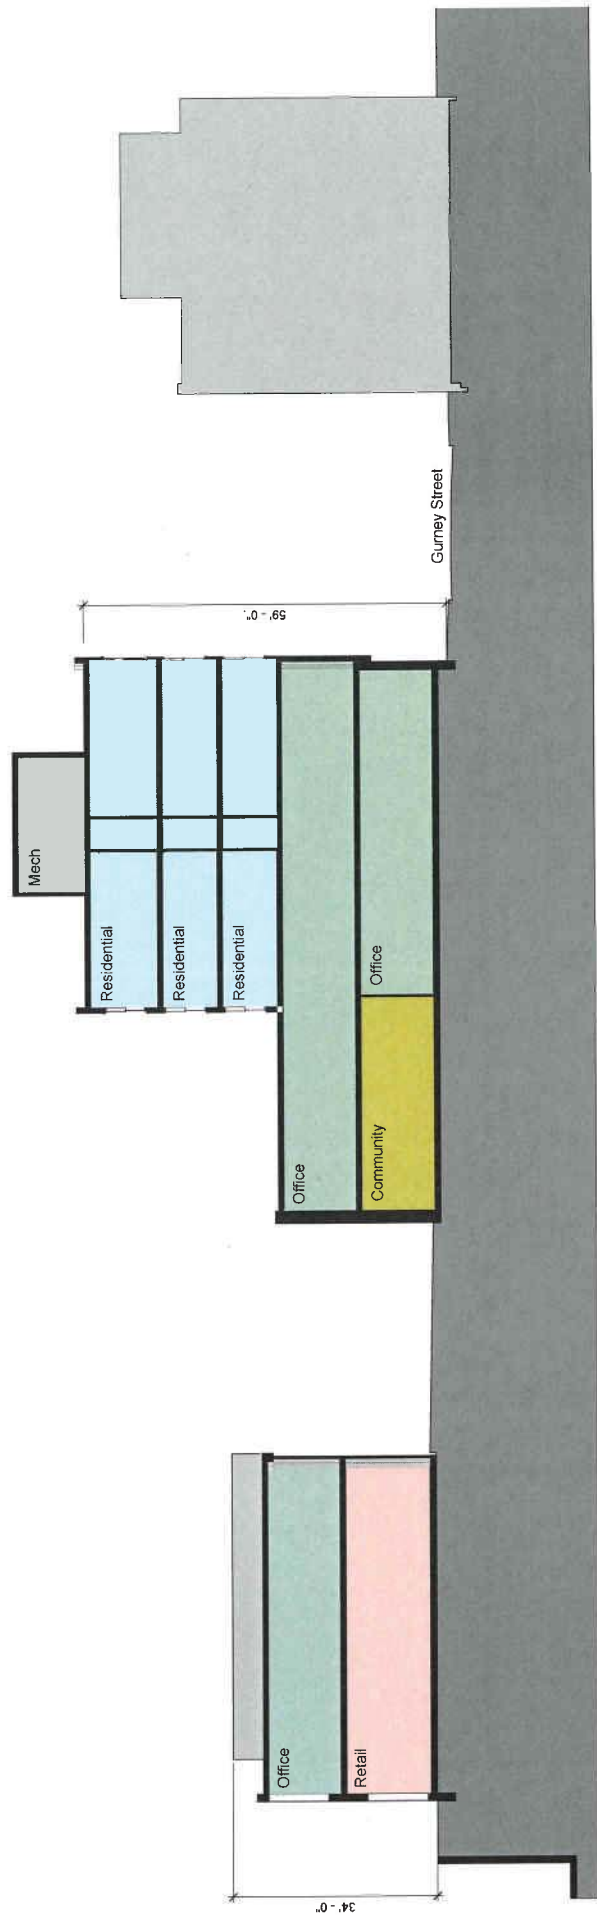 Mech
Residential
Residential
Residential
Office
Community
Office
59' - 0".
Gurney Street
34' - 0"
Office
Retail